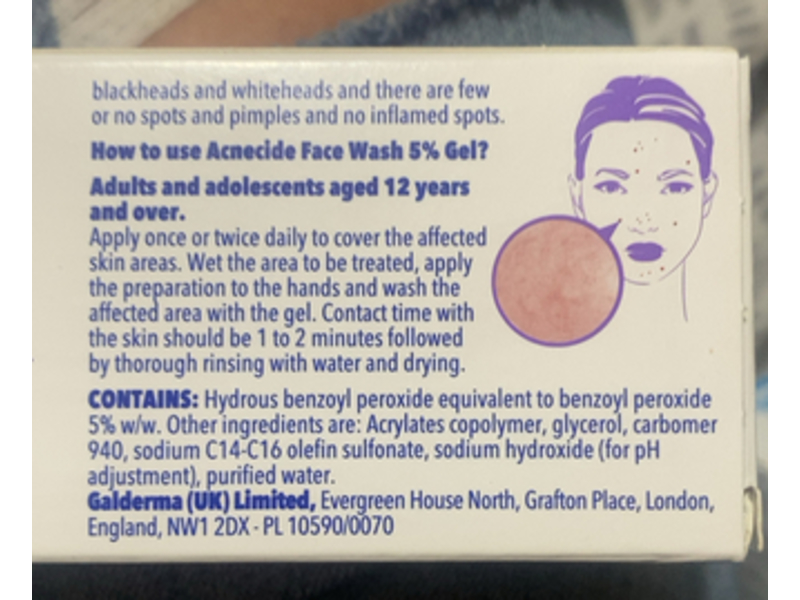 blackheads and whiteheads and there are few
or no spots and pimples and no inflamed spots.
How to use Acnecide Face Wash 5% Gel?
Adults and adolescents aged 12 years
and over.
Apply once or twice daily to cover the affected
skin areas. Wet the area to be treated, apply
the preparation to the hands and wash the
affected area with the gel. Contact time with
the skin should be 1 to 2 minutes followed
by thorough rinsing with water and drying.
CONTAINS: Hydrous benzoyl peroxide equivalent to benzoyl peroxide
5% w/w. Other ingredients are: Acrylates copolymer, glycerol, carbomer
940, sodium C14-C16 olefin sulfonate, sodium hydroxide (for pH
adjustment), purified water.
Galderma (UK) Limited, Evergreen House North, Grafton Place, London,
England, NW1 2DX - PL 10590/0070